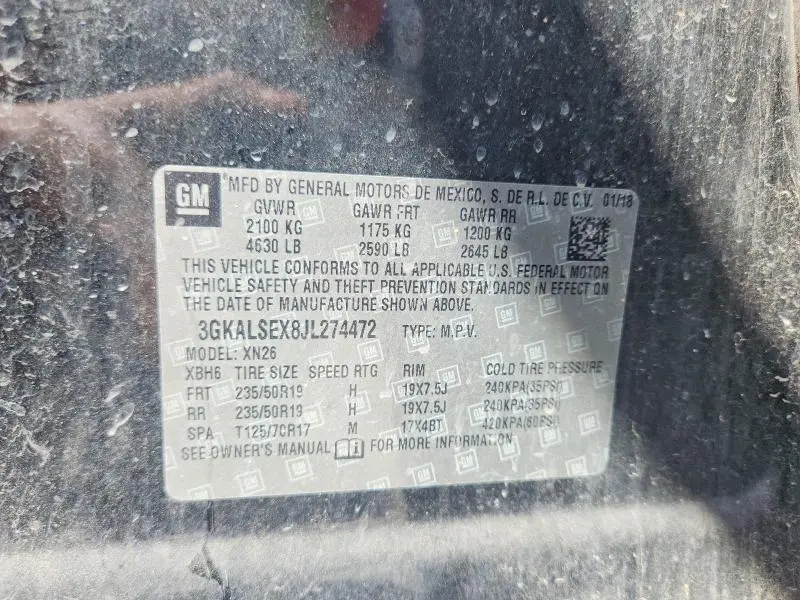 GM MFD BY GENERAL MOTORS DE MEXICO, S. DE R.L. DE C.V. 01/18
GVWR GAWR FRT GAWR RR
2100 KG 1175 KG 1200 KG
4630 LB 2590 LB 2645 LB
THIS VEHICLE CONFORMS TO ALL APPLICABLE U.S. FEDERAL MOTOR
VEHICLE SAFETY AND THEFT PREVENTION STANDARDS IN EFFECT ON
THE DATE OF MANUFACTURE SHOWN ABOVE.
3GKALSEX8JL274472 TYPE: M.P.V.
MODEL: XN26
XBH6 TIRE SIZE SPEED RTG RIM COLD TIRE PRESSURE
FRT 235/50R19 H 19X7.5J 240KPA(35PSI)
RR 235/50R19 H 19X7.5J 240KPA(35PSI)
SPA T125/70R17 M 17X4BT 420KPA(60PSI)
SEE OWNER'S MANUAL FOR MORE INFORMATION